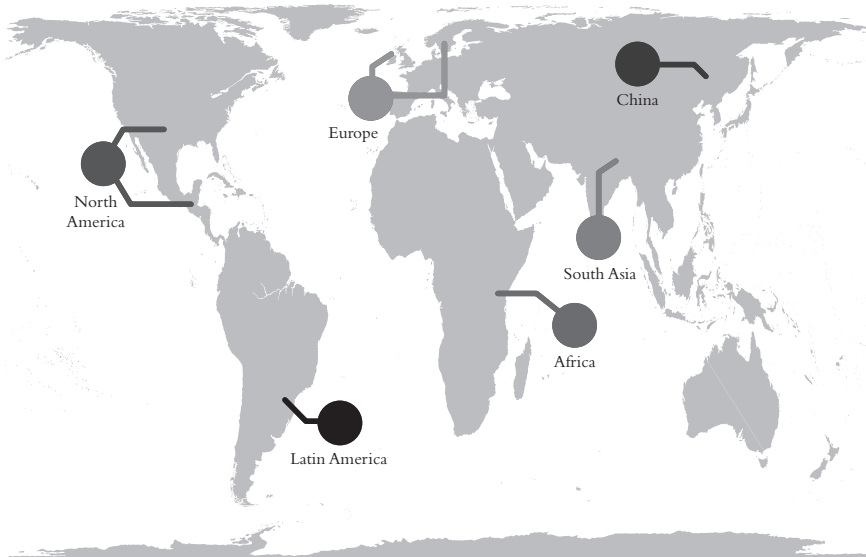 China
Europe
North
America
South Asia
Africa
Latin America